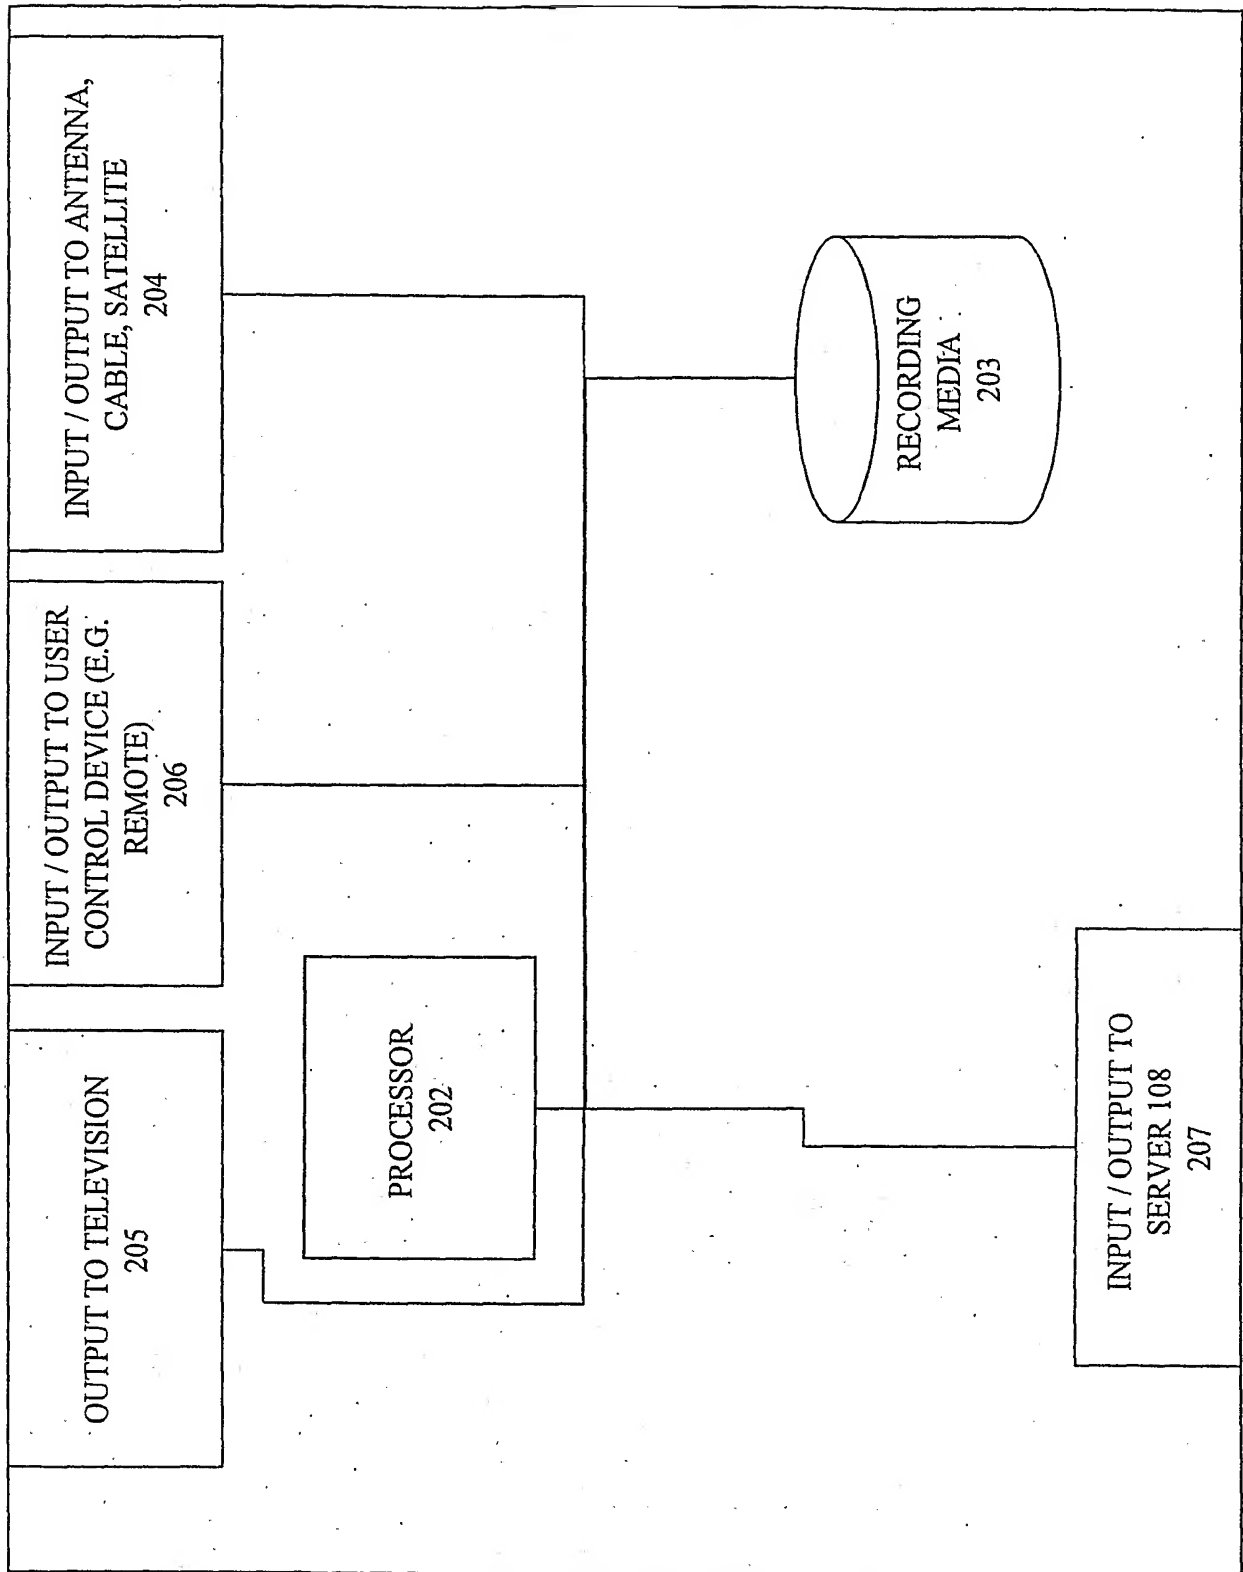 OUTPUT TO TELEVISION
205
INPUT / OUTPUT TO USER
CONTROL DEVICE (E.G.
REMOTE)
206
INPUT / OUTPUT TO ANTENNA,
CABLE, SATELLITE
204
PROCESSOR
202
RECORDING
MEDIA
203
INPUT / OUTPUT TO
SERVER 108
207